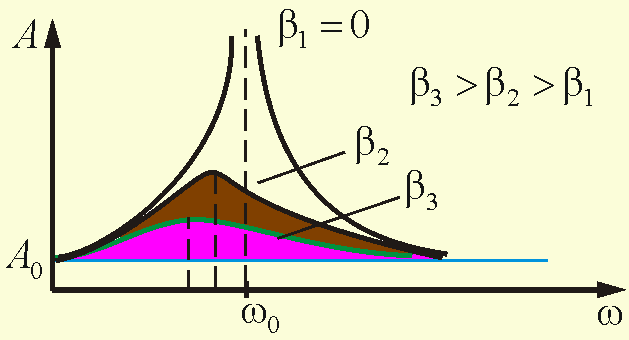 A
β₁ = 0
β₃ > β₂ > β₁
β₂
β₃
A₀
ω₀
ω